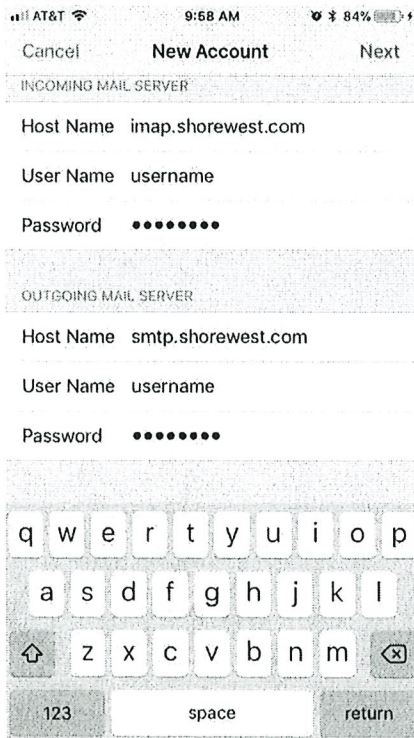 AT&T 9:58 AM 84%
Cancel New Account Next
INCOMING MAIL SERVER
Host Name imap.shorewest.com
User Name username
Password ••••••••
OUTGOING MAIL SERVER
Host Name smtp.shorewest.com
User Name username
Password ••••••••
q w e r t y u i o p
a s d f g h j k l
z x c v b n m
123 space return